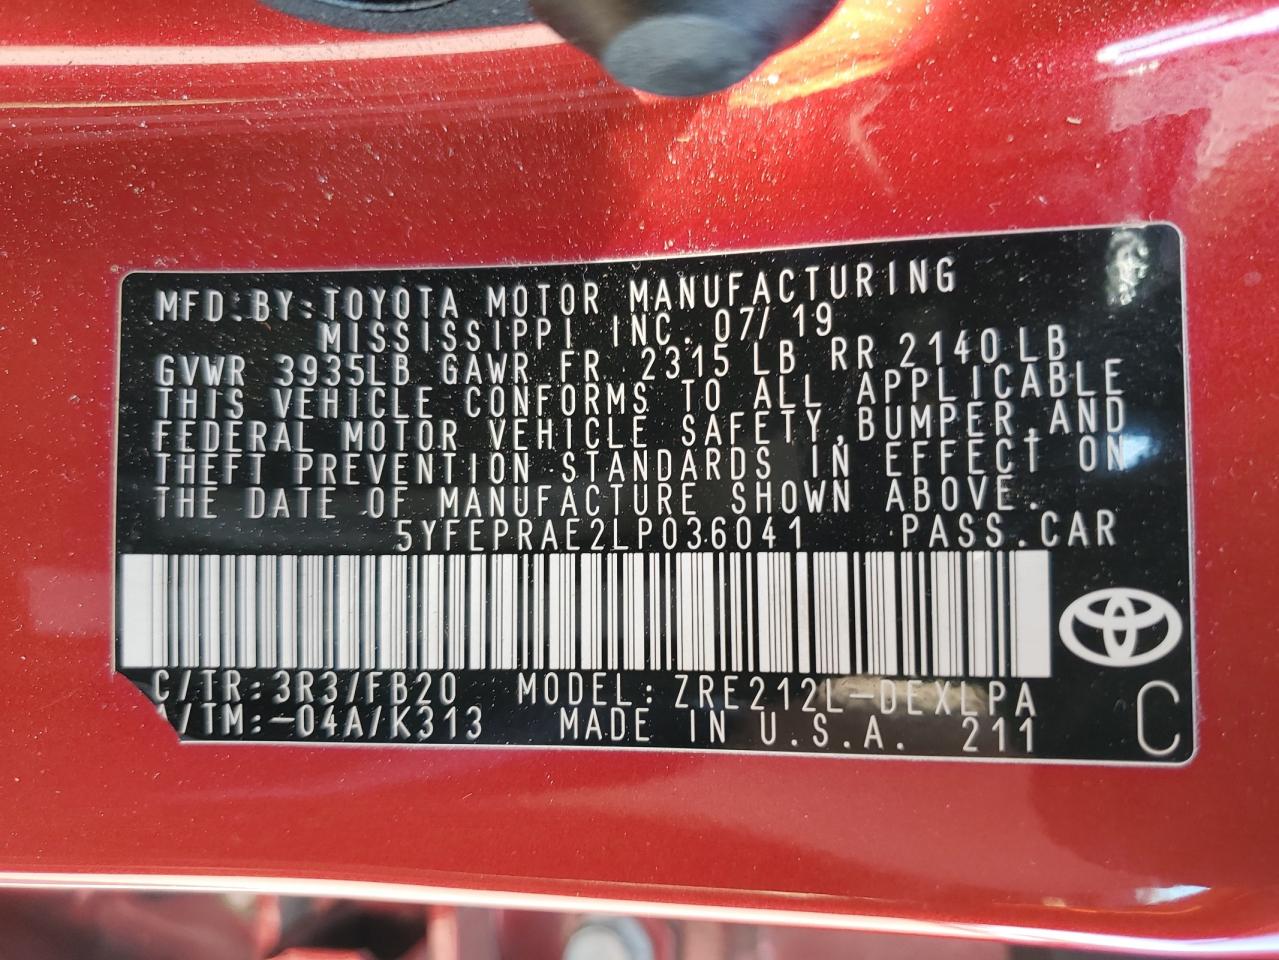 MFD.BY:TOYOTA MOTOR MANUFACTURING
MISSISSIPPI INC. 07/19
GVWR 3935LB GAWR FR 2315 LB RR 2140LB
THIS VEHICLE CONFORMS TO ALL APPLICABLE
FEDERAL MOTOR VEHICLE SAFETY,BUMPER,AND
THEFT PREVENTION STANDARDS IN EFFECT ON
THE DATE OF MANUFACTURE SHOWN ABOVE.
5YFEPRAE2LP036041 PASS.CAR
C/TR:3R3/FB20 MODEL:ZRE212L-DEXLPA
A/TM:-04A/K313 MADE IN U.S.A. 211
C